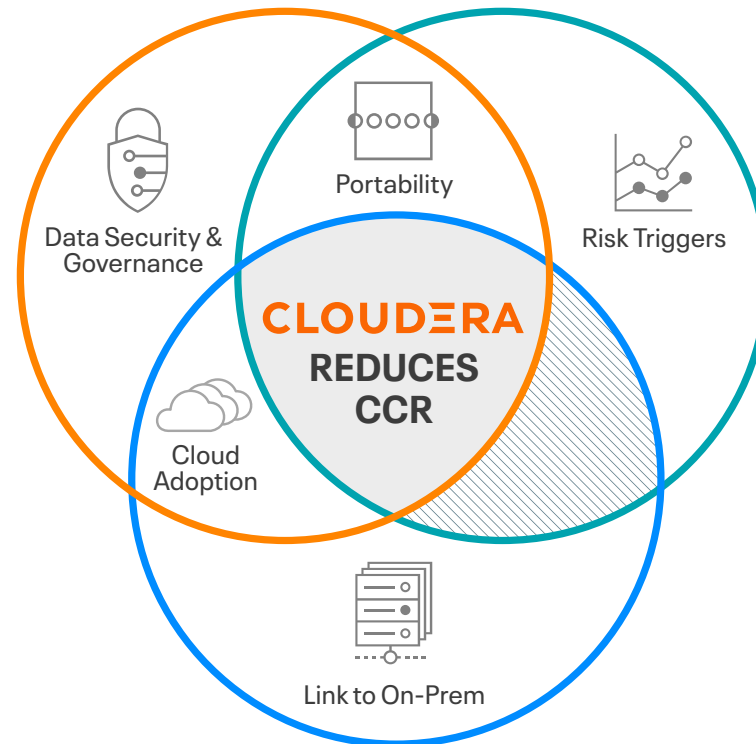 Portability
Data Security &
Governance
Risk Triggers
CLOUDERA
REDUCES
CCR
Cloud
Adoption
Link to On-Prem